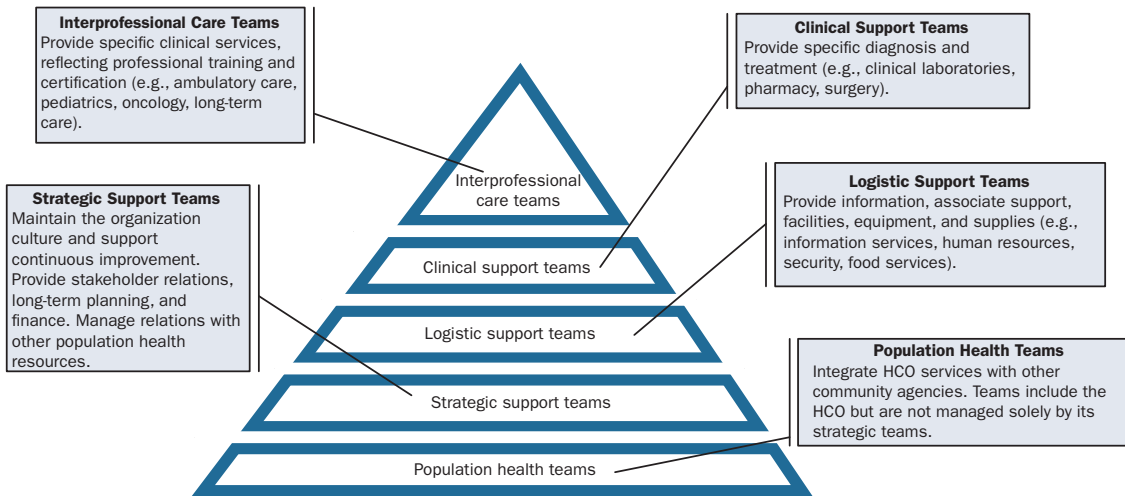 Interprofessional Care Teams
Provide specific clinical services,
reflecting professional training and
certification (e.g., ambulatory care,
pediatrics, oncology, long-term
care).
Clinical Support Teams
Provide specific diagnosis and
treatment (e.g., clinical laboratories,
pharmacy, surgery).
Strategic Support Teams
Maintain the organization
culture and support
continuous improvement.
Provide stakeholder relations,
long-term planning, and
finance. Manage relations with
other population health
resources.
Logistic Support Teams
Provide information, associate support,
facilities, equipment, and supplies (e.g.,
information services, human resources,
security, food services).
Population Health Teams
Integrate HCO services with other
community agencies. Teams include the
HCO but are not managed solely by its
strategic teams.
Interprofessional
care teams
Clinical support teams
Logistic support teams
Strategic support teams
Population health teams